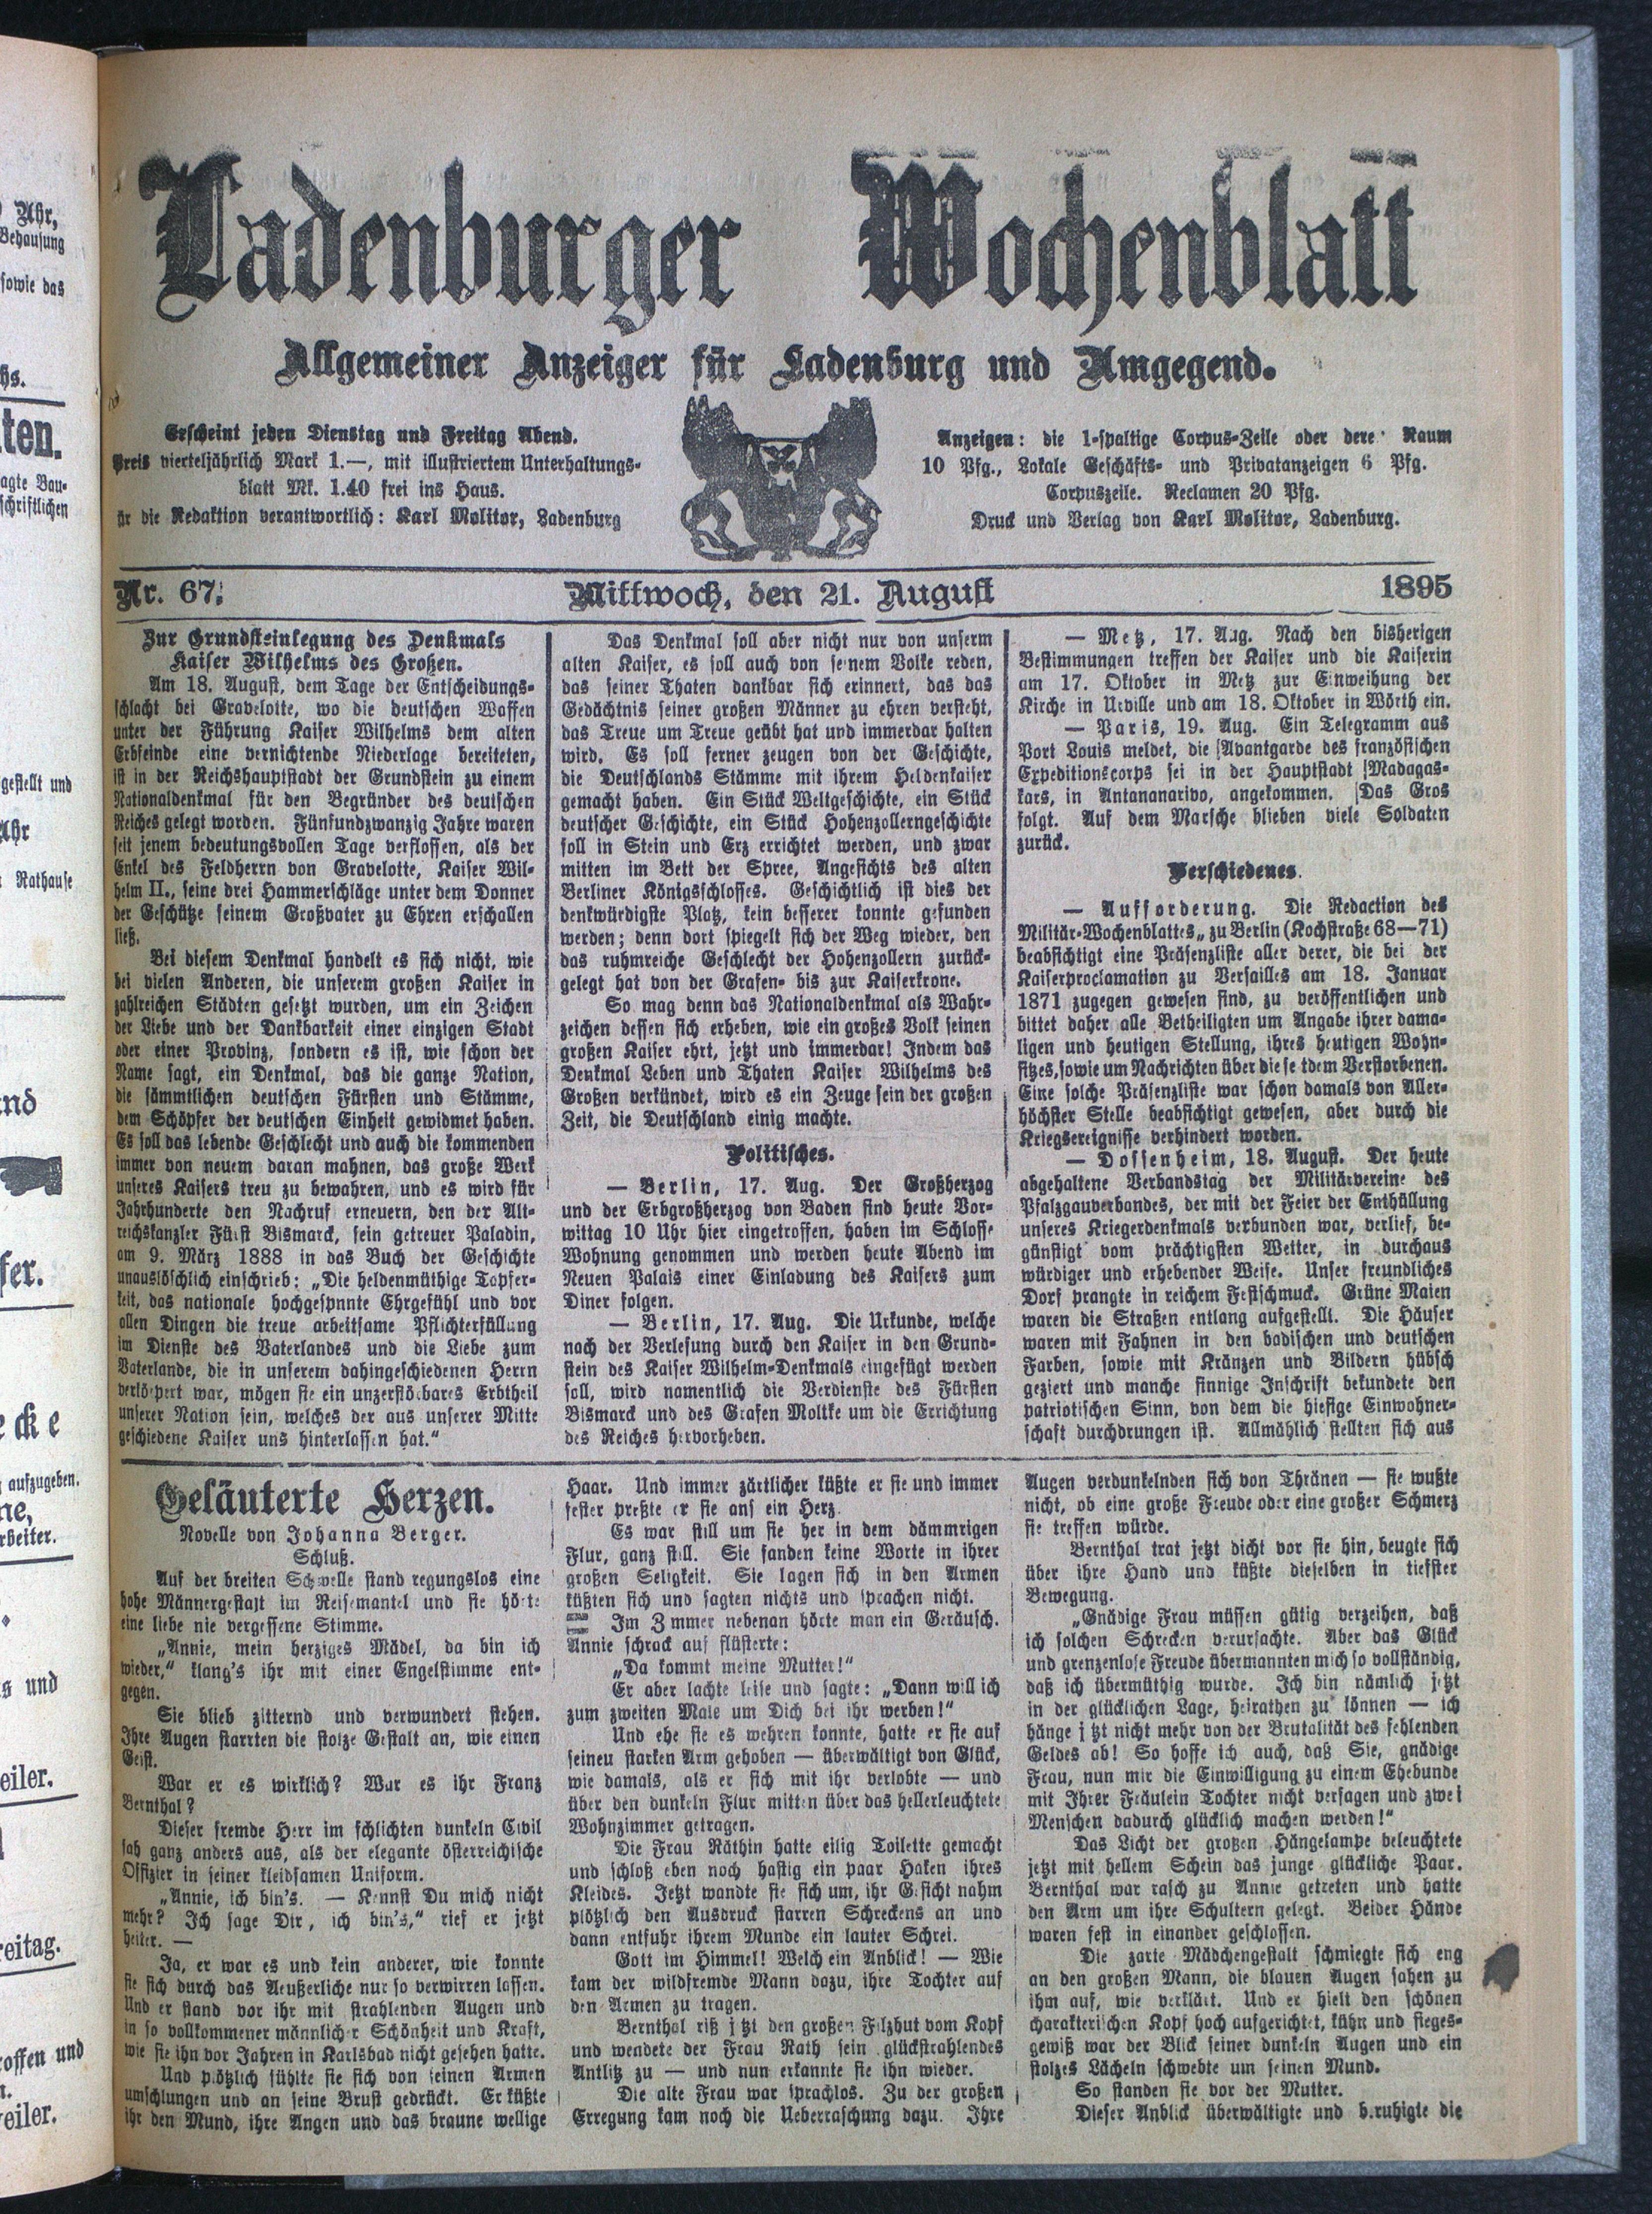 Ladenburger Wochenblatt
Allgemeiner Anzeiger für Ladenburg und Umgegend.
Erscheint jeden Dienstag und Freitag Abend.
Preis vierteljährlich Mark 1.—, mit illustriertem Unterhaltungs-
blatt Mk. 1.40 frei ins Haus.
ür die Redaktion verantwortlich: Karl Molitor, Ladenburg
Anzeigen: die 1-spaltige Corpus-Zeile oder dere Raum
10 Pfg., Lokale Geschäfts- und Privatanzeigen 6 Pfg.
Corpuszeile. Reclamen 20 Pfg.
Druck und Verlag von Karl Molitor, Ladenburg.
Nr. 67. Mittwoch, den 21. August 1895
Zur Grundsteinlegung des Denkmals
Kaiser Wilhelms des Großen.
Am 18. August, dem Tage der Entscheidungs-
schlacht bei Gravelotte, wo die deutschen Waffen
unter der Führung Kaiser Wilhelms dem alten
Erbfeinde eine vernichtende Niederlage bereiteten,
ist in der Reichshauptstadt der Grundstein zu einem
Nationaldenkmal für den Begründer des deutschen
Reiches gelegt worden. Fünfundzwanzig Jahre waren
seit jenem bedeutungsvollen Tage verflossen, als der
Enkel des Feldherrn von Gravelotte, Kaiser Wil-
helm II., seine drei Hammerschläge unter dem Donner
der Geschütze seinem Großvater zu Ehren erschallen
ließ.
Bei diesem Denkmal handelt es sich nicht, wie
bei vielen Anderen, die unserem großen Kaiser in
zahlreichen Städten gesetzt wurden, um ein Zeichen
der Liebe und der Dankbarkeit einer einzigen Stadt
oder einer Provinz, sondern es ist, wie schon der
Name sagt, ein Denkmal, das die ganze Nation,
die sämmtlichen deutschen Fürsten und Stämme,
dem Schöpfer der deutschen Einheit gewidmet haben.
Es soll das lebende Geschlecht und auch die kommenden
immer von neuem daran mahnen, das große Werk
unseres Kaisers treu zu bewahren, und es wird für
Jahrhunderte den Nachruf erneuern, den der Alt-
reichskanzler Fürst Bismarck, sein getreuer Paladin,
am 9. März 1888 in das Buch der Geschichte
unauslöschlich einschrieb: „Die heldenmüthige Tapfer-
keit, das nationale hochgespnnte Ehrgefühl und vor
allen Dingen die treue arbeitsame Pflichterfüllung
im Dienste des Vaterlandes und die Liebe zum
Vaterlande, die in unserem dahingeschiedenen Herrn
verkörpert war, mögen sie ein unzerstörbares Erbtheil
unserer Nation sein, welches der aus unserer Mitte
geschiedene Kaiser uns hinterlassen hat.“
Das Denkmal soll aber nicht nur von unserm
alten Kaiser, es soll auch von seinem Volke reden,
das seiner Thaten dankbar sich erinnert, das das
Gedächtnis seiner großen Männer zu ehren versteht,
das Treue um Treue geübt hat und immerdar halten
wird. Es soll ferner zeugen von der Geschichte,
die Deutschlands Stämme mit ihrem Heldenkaiser
gemacht haben. Ein Stück Weltgeschichte, ein Stück
deutscher Geschichte, ein Stück Hohenzollerngeschichte
soll in Stein und Erz errichtet werden, und zwar
mitten im Bett der Spree, Angesichts des alten
Berliner Königsschlosses. Geschichtlich ist dies der
denkwürdigste Platz, kein besserer konnte gefunden
werden; denn dort spiegelt sich der Weg wieder, den
das ruhmreiche Geschlecht der Hohenzollern zurück-
gelegt hat von der Grafen- bis zur Kaiserkrone.
So mag denn das Nationaldenkmal als Wahr-
zeichen dessen sich erheben, wie ein großes Volk seinen
großen Kaiser ehrt, jetzt und immerdar! Indem das
Denkmal Leben und Thaten Kaiser Wilhelms des
Großen verkündet, wird es ein Zeuge sein der großen
Zeit, die Deutschland einig machte.
Politisches.
— Berlin, 17. Aug. Der Großherzog
und der Erbgroßherzog von Baden sind heute Vor-
wittag 10 Uhr hier eingetroffen, haben im Schlosse
Wohnung genommen und werden heute Abend im
Neuen Palais einer Einladung des Kaisers zum
Diner folgen.
— Berlin, 17. Aug. Die Urkunde, welche
nach der Verlesung durch den Kaiser in den Grund-
stein des Kaiser Wilhelm-Denkmals eingefügt werden
soll, wird namentlich die Verdienste des Fürsten
Bismarck und des Grafen Moltke um die Errichtung
des Reiches hervorheben.
— Metz, 17. Aug. Nach den bisherigen
Bestimmungen treffen der Kaiser und die Kaiserin
am 17. Oktober in Metz zur Einweihung der
Kirche in Urville und am 18. Oktober in Wörth ein.
— Paris, 19. Aug. Ein Telegramm aus
Port Louis meldet, die Avantgarde des französischen
Expeditionscorps sei in der Hauptstadt Madagas-
kars, in Antananarivo, angekommen. Das Gros
folgt. Auf dem Marsche blieben viele Soldaten
zurück.
Verschiedenes.
— Aufforderung. Die Redaction des
Militär-Wochenblattes„ zu Berlin (Kochstraße 68—71)
beabsichtigt eine Präsenzliste aller derer, die bei der
Kaiserproclamation zu Versailles am 18. Januar
1871 zugegen gewesen sind, zu veröffentlichen und
bittet daher alle Betheiligten um Angabe ihrer dama-
ligen und heutigen Stellung, ihres heutigen Wohn-
sitzes, sowie um Nachrichten über die se tdem Verstorbenen.
Eine solche Präsenzliste war schon damals von Aller-
höchster Stelle beabsichtigt gewesen, aber durch die
Kriegsereignisse verhindert worden.
— Dossenheim, 18. August. Der heute
abgehaltene Verbandstag der Militärvereine des
Pfalzgauverbandes, der mit der Feier der Enthüllung
unseres Kriegerdenkmals verbunden war, verlief, be-
günstigt vom prächtigsten Wetter, in durchaus
würdiger und erhebender Weise. Unser freundliches
Dorf prangte in reichem Festschmuck. Grüne Maien
waren die Straßen entlang aufgestellt. Die Häuser
waren mit Fahnen in den badischen und deutschen
Farben, sowie mit Kränzen und Bildern hübsch
geziert und manche sinnige Inschrift bekundete den
patriotischen Sinn, von dem die hiesige Einwohner-
schaft durchdrungen ist. Allmählich stellten sich aus
Geläuterte Herzen.
Novelle von Johanna Berger.
Schluß.
Auf der breiten Schwelle stand regungslos eine
hohe Männergestalt im Reisemantel und sie hörte
eine liebe nie vergessene Stimme.
„Annie, mein herziges Mädel, da bin ich
wieder,“ klang's ihr mit einer Engelstimme ent-
gegen.
Sie blieb zitternd und verwundert stehen.
Ihre Augen starrten die stolze Gestalt an, wie einen
Geist.
War er es wirklich? War es ihr Franz
Bernthal?
Dieser fremde Herr im schlichten dunkeln Civil
sah ganz anders aus, als der elegante österreichische
Offizier in seiner kleidsamen Uniform.
„Annie, ich bin's. — Kennst Du mich nicht
mehr? Ich sage Dir, ich bin's,“ rief er jetzt
heiter. —
Ja, er war es und kein anderer, wie konnte
sie sich durch das Aeußerliche nur so verwirren lassen.
Und er stand vor ihr mit strahlenden Augen und
in so vollkommener männlicher Schönheit und Kraft,
wie sie ihn vor Jahren in Karlsbad nicht gesehen hatte.
Und plötzlich fühlte sie sich von seinen Armen
umschlungen und an seine Brust gedrückt. Er küßte
ihr den Mund, ihre Angen und das braune wellige
Haar. Und immer zärtlicher küßte er sie und immer
fester preßte er sie ans ein Herz.
Es war still um sie her in dem dämmrigen
Flur, ganz still. Sie fanden keine Worte in ihrer
großen Seligkeit. Sie lagen sich in den Armen
küßten sich und sagten nichts und sprachen nicht.
Im Z mmer nebenan hörte man ein Geräusch.
Annie schrack auf flüsterte:
„Da kommt meine Mutter!“
Er aber lachte leise und sagte: „Dann will ich
zum zweiten Male um Dich bei ihr werben!“
Und ehe sie es wehren konnte, hatte er sie auf
seineu starken Arm gehoben — überwältigt von Glück,
wie damals, als er sich mit ihr verlobte — und
über den dunkeln Flur mitten über das hellerleuchtete
Wohnzimmer getragen.
Die Frau Räthin hatte eilig Toilette gemacht
und schloß eben noch hastig ein paar Haken ihres
Kleides. Jetzt wandte sie sich um, ihr Gesicht nahm
plötzlich den Ausdruck starren Schreckens an und
dann entfuhr ihrem Munde ein lauter Schrei.
Gott im Himmel! Welch ein Anblick! — Wie
kam der wildfremde Mann dazu, ihre Tochter auf
den Armen zu tragen.
Bernthal riß j tzt den großen Filzhut vom Kopf
und wendete der Frau Rath sein glückstrahlendes
Antlitz zu — und nun erkannte sie ihn wieder.
Die alte Frau war sprachlos. Zu der großen
Erregung kam noch die Ueberraschung dazu. Ihre
Augen verdunkelnden sich von Thränen — sie wußte
nicht, ob eine große Freude oder eine großer Schmerz
sie treffen würde.
Bernthal trat jetzt dicht vor sie hin, beugte sich
über ihre Hand und küßte dieselben in tiefster
Bewegung.
„Gnädige Frau müssen gütig verzeihen, daß
ich solchen Schrecken verursachte. Aber das Glück
und grenzenlose Freude übermannten mich so vollständig,
daß ich übermüthig wurde. Ich bin nämlich jetzt
in der glücklichen Lage, heirathen zu können — ich
hänge j tzt nicht mehr von der Brutalität des fehlenden
Geldes ab! So hoffe ich auch, daß Sie, gnädige
Frau, nun mir die Einwilligung zu einem Ehebunde
mit Ihrer Fräulein Tochter nicht versagen und zwei
Menschen dadurch glücklich machen werden!“
Das Licht der großen Hängelampe beleuchtete
jetzt mit hellem Schein das junge glückliche Paar.
Bernthal war rasch zu Annie getreten und hatte
den Arm um ihre Schultern gelegt. Beider Hände
waren fest in einander geschlossen.
Die zarte Mädchengestalt schmiegte sich eng
an den großen Mann, die blauen Augen sahen zu
ihm auf, wie verklärt. Und er hielt den schönen
charakterischen Kopf hoch aufgerichtet, kühn und sieges-
gewiß war der Blick seiner dunkeln Augen und ein
stolzes Lächeln schwebte um seinen Mund.
So standen sie vor der Mutter.
Dieser Anblick überwältigte und b.ruhigte die
Uhr,
Behausung
sowie das
hs.
ten.
agte Bau-
schriftlichen
gestellt und
Uhr
Rathause
nd
fer.
e cke
aufzugeben.
ne,
rbeiter.
s und
eiler.
reitag.
roffen und
n.
eiler.